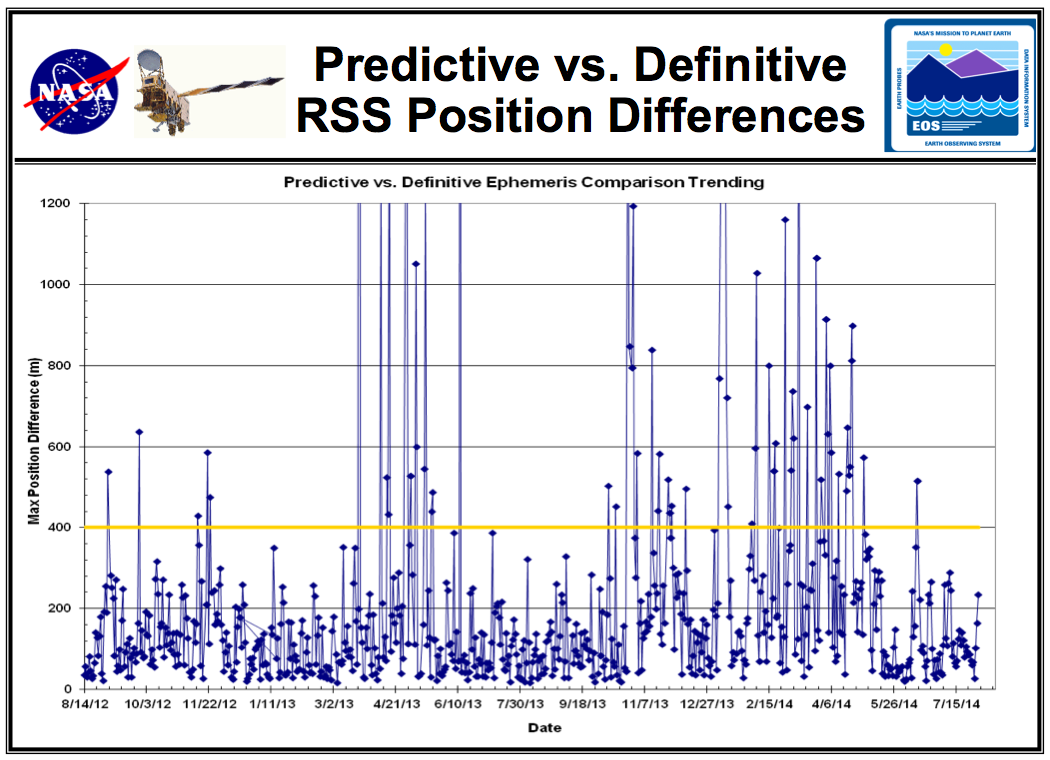 Predictive vs. Definitive
RSS Position Differences
NASA
NASA'S MISSION TO PLANET EARTH
EARTH PROBES
DATA INFORMATION SYSTEM
EOS
EARTH OBSERVING SYSTEM
Predictive vs. Definitive Ephemeris Comparison Trending
Max Position Difference (m)
1200
1000
800
600
400
200
0
8/14/12 10/3/12 11/22/12 1/11/13 3/2/13 4/21/13 6/10/13 7/30/13 9/18/13 11/7/13 12/27/13 2/15/14 4/6/14 5/26/14 7/15/14
Date